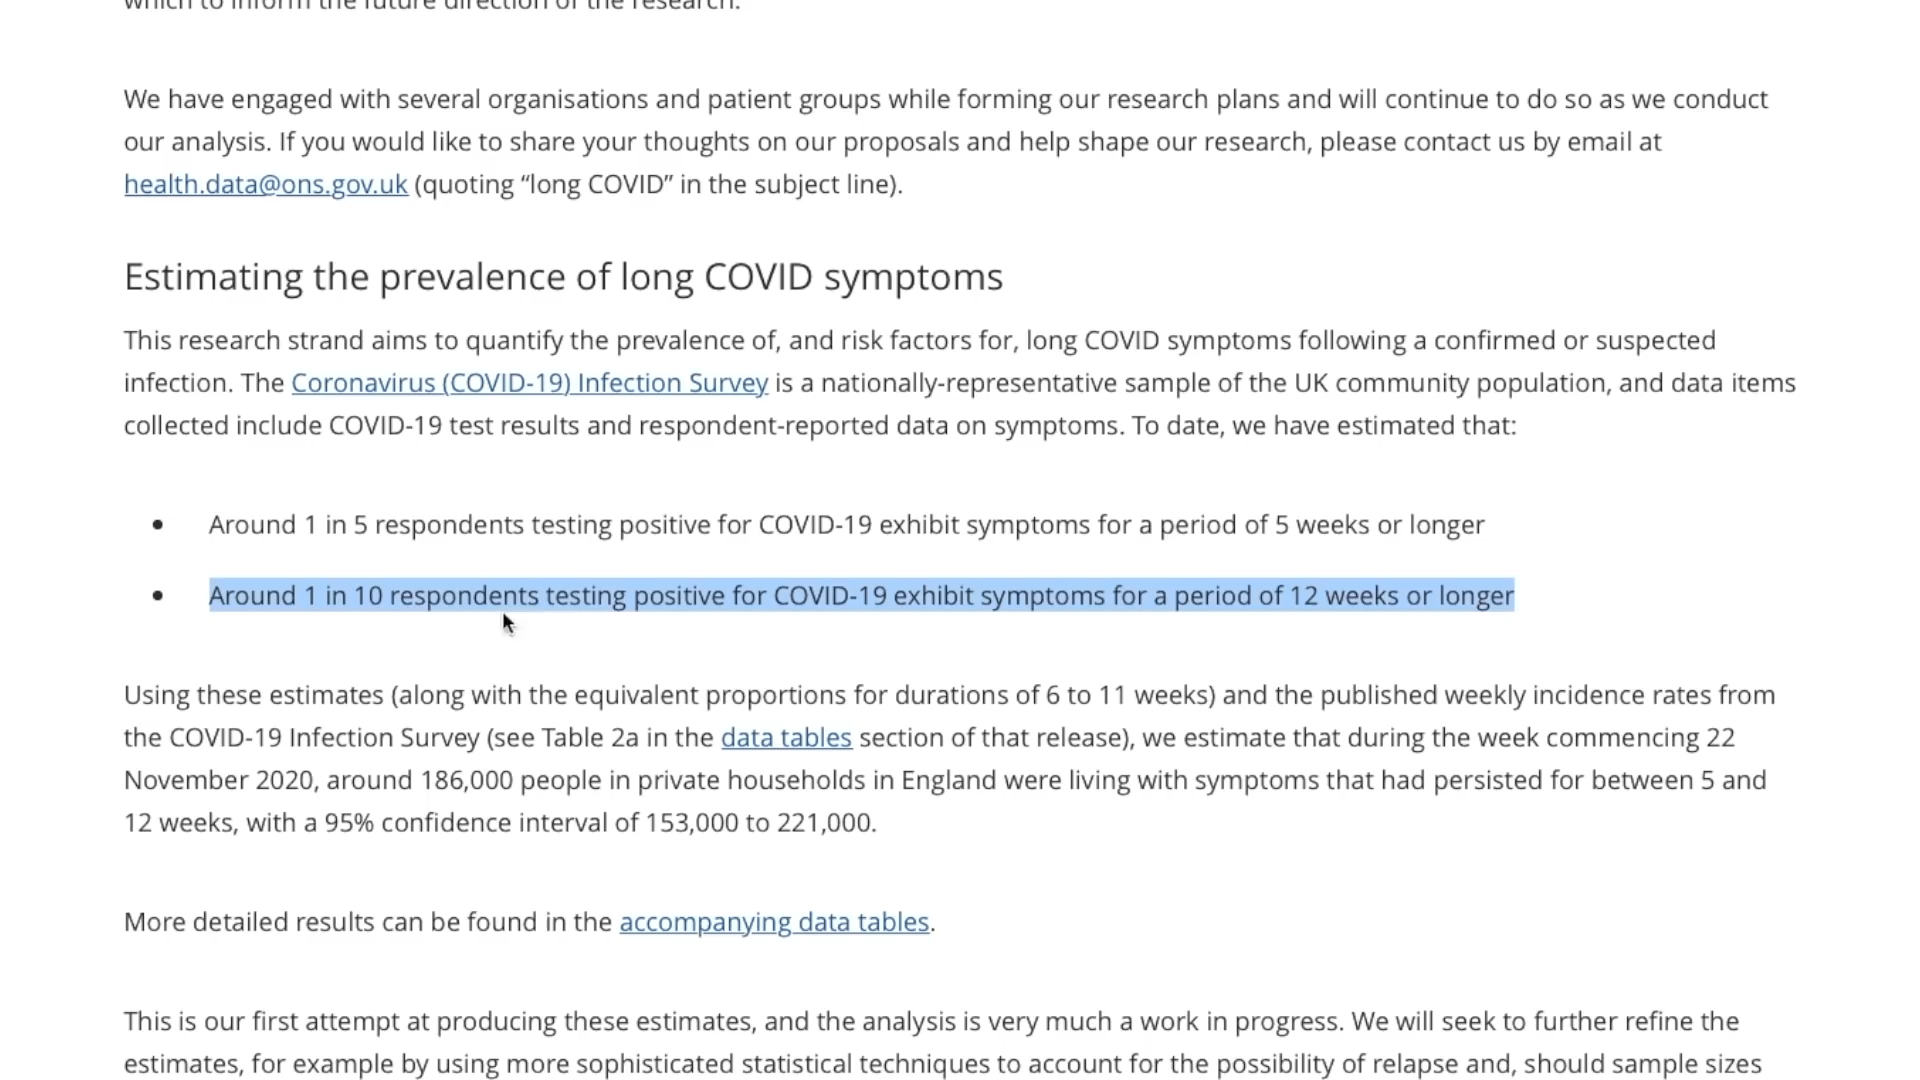 which to inform the future direction of the research.
We have engaged with several organisations and patient groups while forming our research plans and will continue to do so as we conduct
our analysis. If you would like to share your thoughts on our proposals and help shape our research, please contact us by email at
health.data@ons.gov.uk (quoting “long COVID” in the subject line).
Estimating the prevalence of long COVID symptoms
This research strand aims to quantify the prevalence of, and risk factors for, long COVID symptoms following a confirmed or suspected
infection. The Coronavirus (COVID-19) Infection Survey is a nationally-representative sample of the UK community population, and data items
collected include COVID-19 test results and respondent-reported data on symptoms. To date, we have estimated that:
• Around 1 in 5 respondents testing positive for COVID-19 exhibit symptoms for a period of 5 weeks or longer
• Around 1 in 10 respondents testing positive for COVID-19 exhibit symptoms for a period of 12 weeks or longer
Using these estimates (along with the equivalent proportions for durations of 6 to 11 weeks) and the published weekly incidence rates from
the COVID-19 Infection Survey (see Table 2a in the data tables section of that release), we estimate that during the week commencing 22
November 2020, around 186,000 people in private households in England were living with symptoms that had persisted for between 5 and
12 weeks, with a 95% confidence interval of 153,000 to 221,000.
More detailed results can be found in the accompanying data tables.
This is our first attempt at producing these estimates, and the analysis is very much a work in progress. We will seek to further refine the
estimates, for example by using more sophisticated statistical techniques to account for the possibility of relapse and, should sample sizes